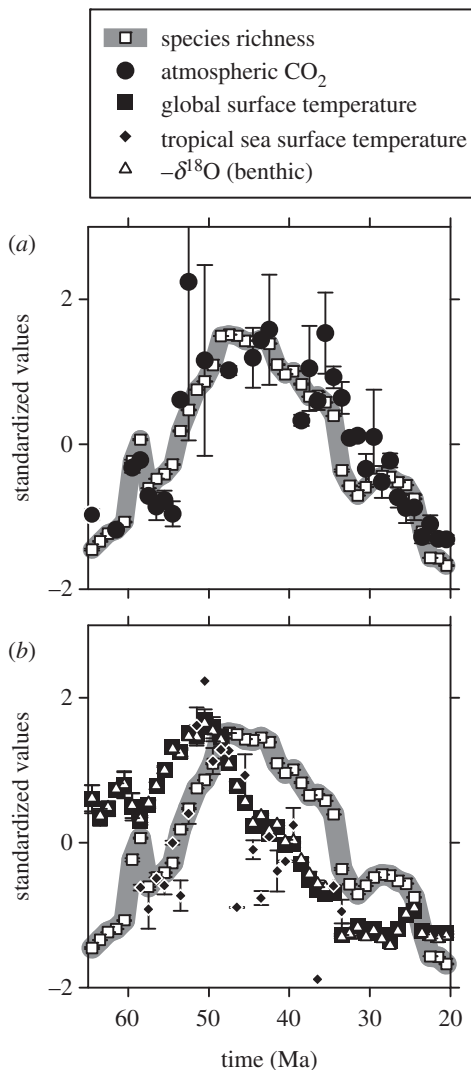 species richness
atmospheric CO₂
global surface temperature
tropical sea surface temperature
–δ¹⁸O (benthic)
(a)
2
0
–2
standardized values
(b)
2
0
–2
standardized values
60 50 40 30 20
time (Ma)